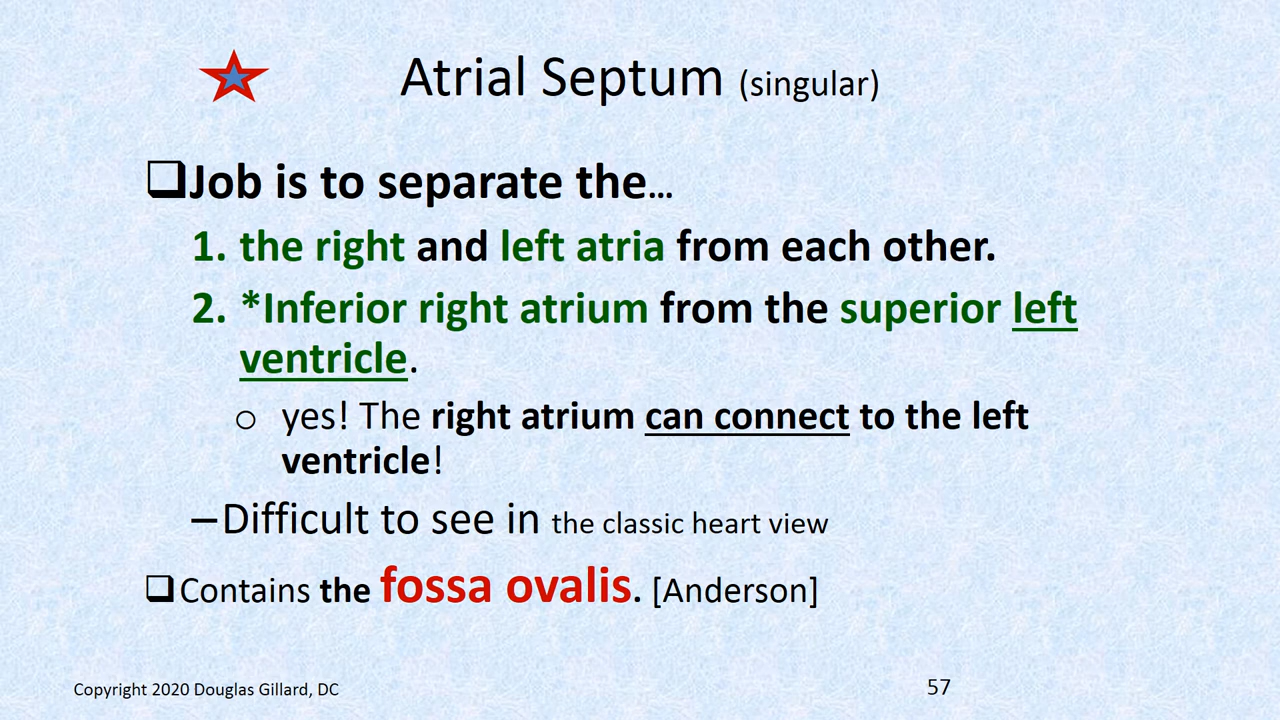 Atrial Septum (singular)
❑Job is to separate the…
1. the right and left atria from each other.
2. *Inferior right atrium from the superior left
ventricle.
o yes! The right atrium can connect to the left
ventricle!
–Difficult to see in the classic heart view
❑Contains the fossa ovalis. [Anderson]
Copyright 2020 Douglas Gillard, DC
57